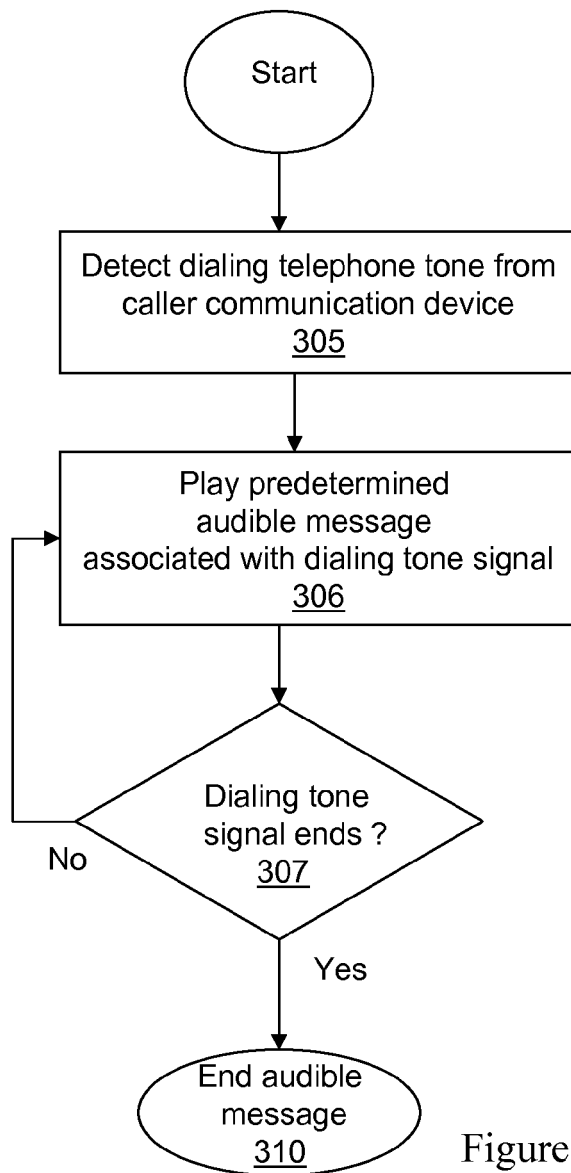 Start
Detect dialing telephone tone from
caller communication device
305
Play predetermined
audible message
associated with dialing tone signal
306
Dialing tone
signal ends ?
307
No
Yes
End audible
message
310
Figure